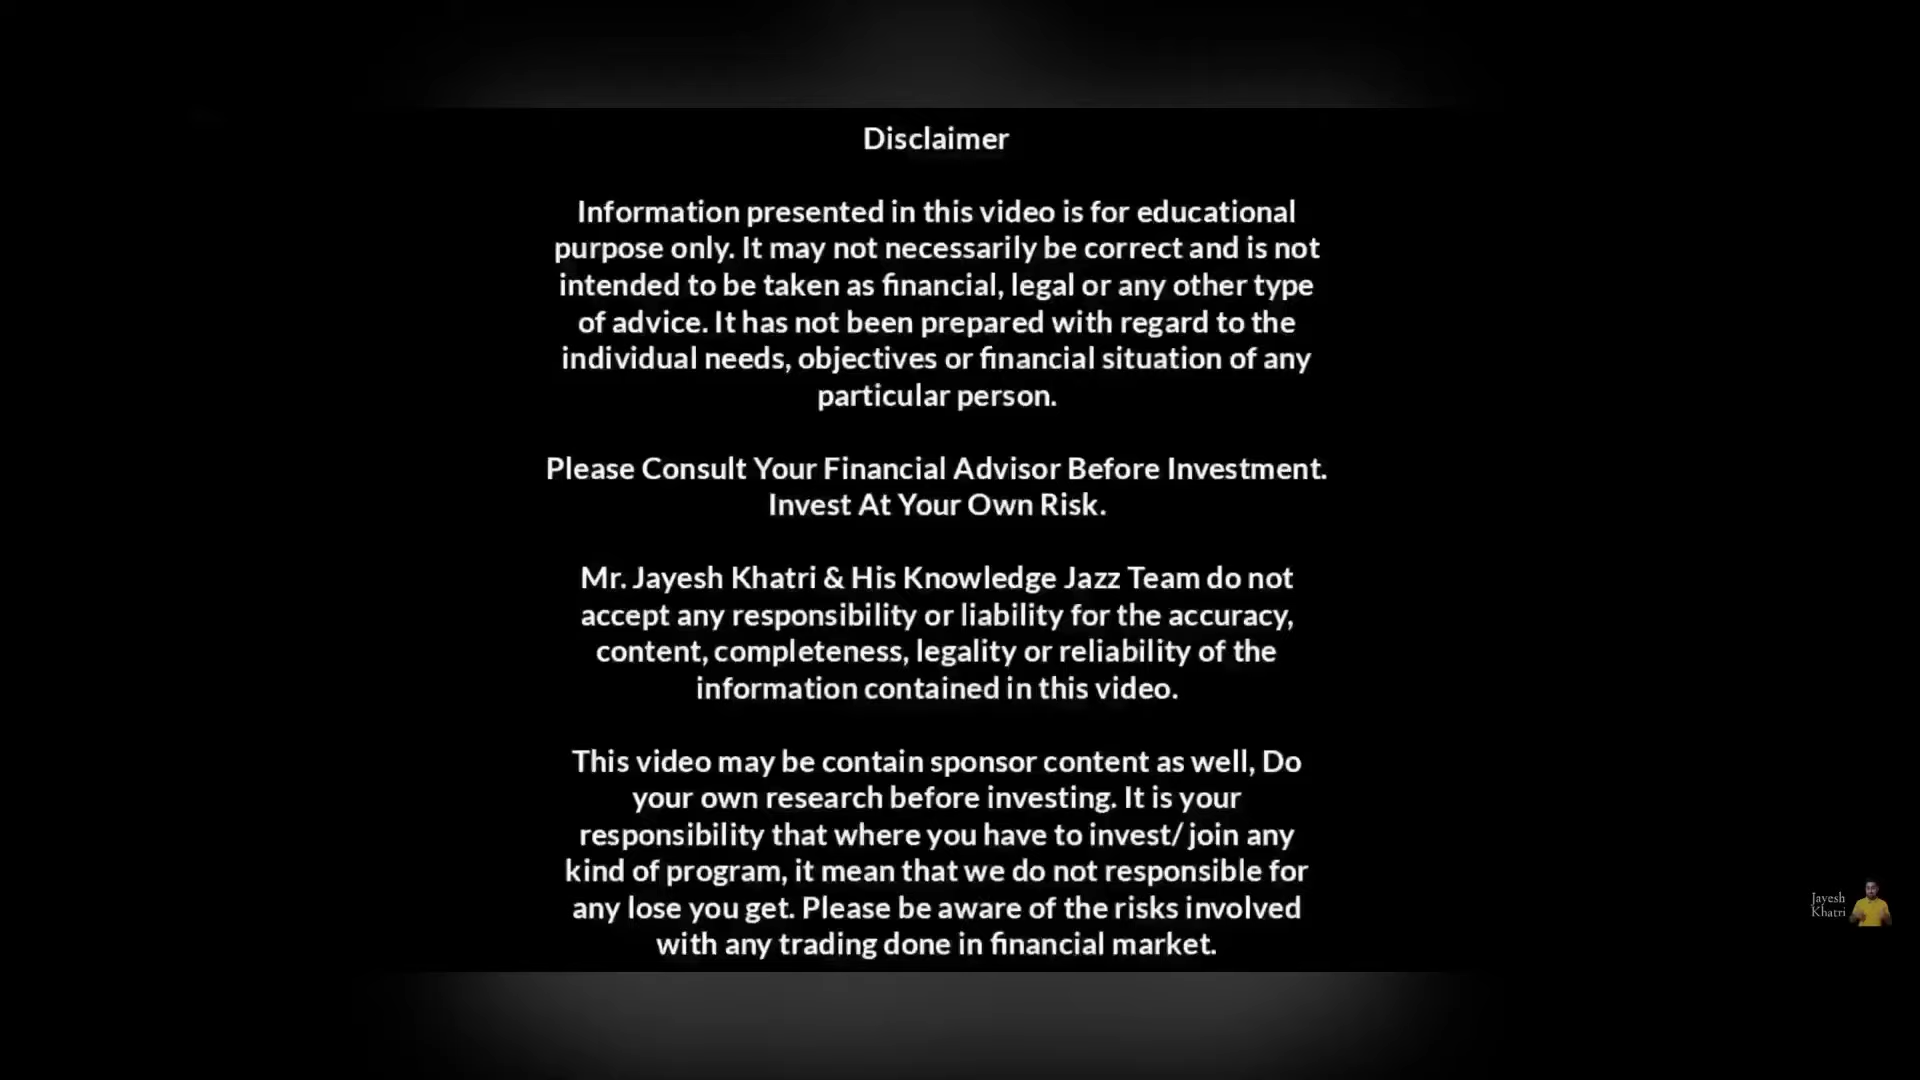 Disclaimer
Information presented in this video is for educational
purpose only. It may not necessarily be correct and is not
intended to be taken as financial, legal or any other type
of advice. It has not been prepared with regard to the
individual needs, objectives or financial situation of any
particular person.
Please Consult Your Financial Advisor Before Investment.
Invest At Your Own Risk.
Mr. Jayesh Khatri & His Knowledge Jazz Team do not
accept any responsibility or liability for the accuracy,
content, completeness, legality or reliability of the
information contained in this video.
This video may be contain sponsor content as well, Do
your own research before investing. It is your
responsibility that where you have to invest/ join any
kind of program, it mean that we do not responsible for
any lose you get. Please be aware of the risks involved
with any trading done in financial market.
Jayesh
Khatri